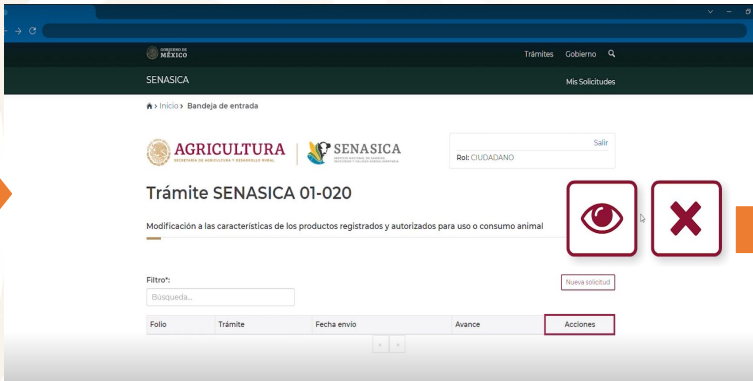 GOBIERNO DE
MÉXICO
Trámites Gobierno
SENASICA
Mis Solicitudes
Inicio > Bandeja de entrada
AGRICULTURA
SECRETARÍA DE AGRICULTURA Y DESARROLLO RURAL
SENASICA
Salir
Rol: CIUDADANO
Trámite SENASICA 01-020
Modificación a las características de los productos registrados y autorizados para uso o consumo animal
Filtro*:
Búsqueda...
Nueva solicitud
Folio Trámite Fecha envío Avance Acciones
« »